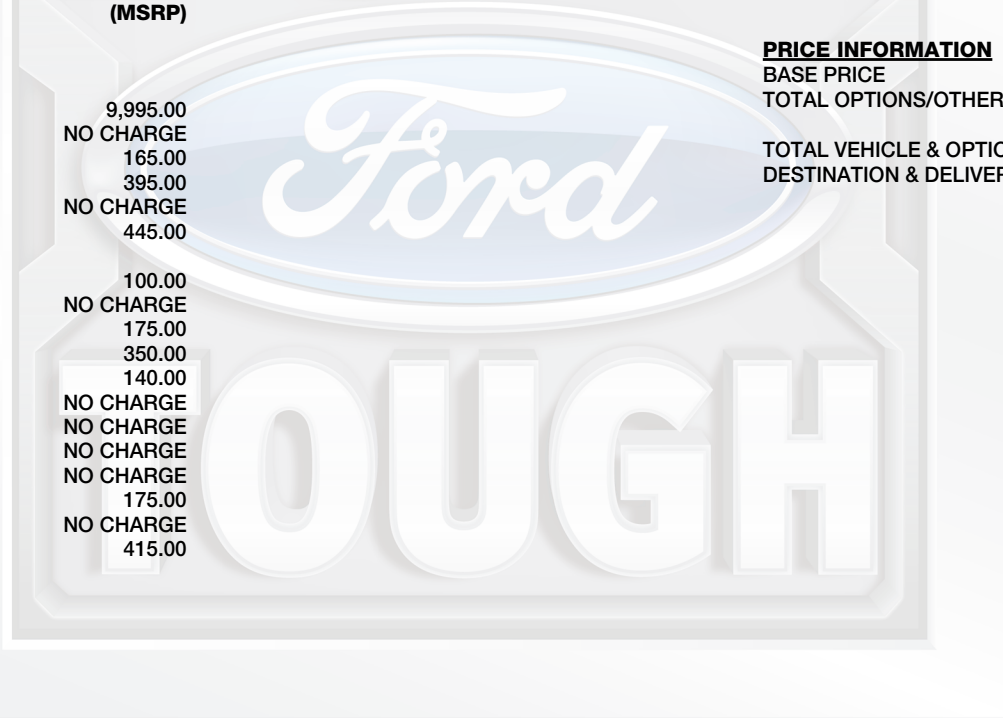 (MSRP)
9,995.00
NO CHARGE
165.00
395.00
NO CHARGE
445.00
100.00
NO CHARGE
175.00
350.00
140.00
NO CHARGE
NO CHARGE
NO CHARGE
NO CHARGE
175.00
NO CHARGE
415.00
PRICE INFORMATION
BASE PRICE
TOTAL OPTIONS/OTHER
TOTAL VEHICLE & OPTIO
DESTINATION & DELIVER
Ford
TOUGH